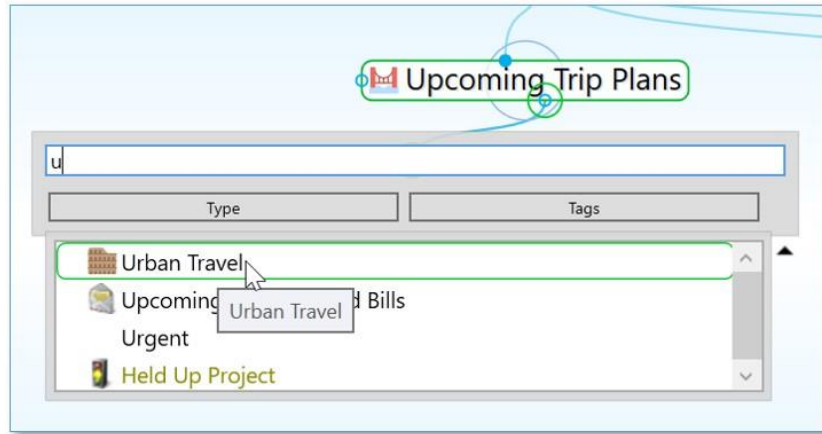 Upcoming Trip Plans
u
Type Tags
Urban Travel
Upcoming d Bills
Urban Travel
Urgent
Held Up Project